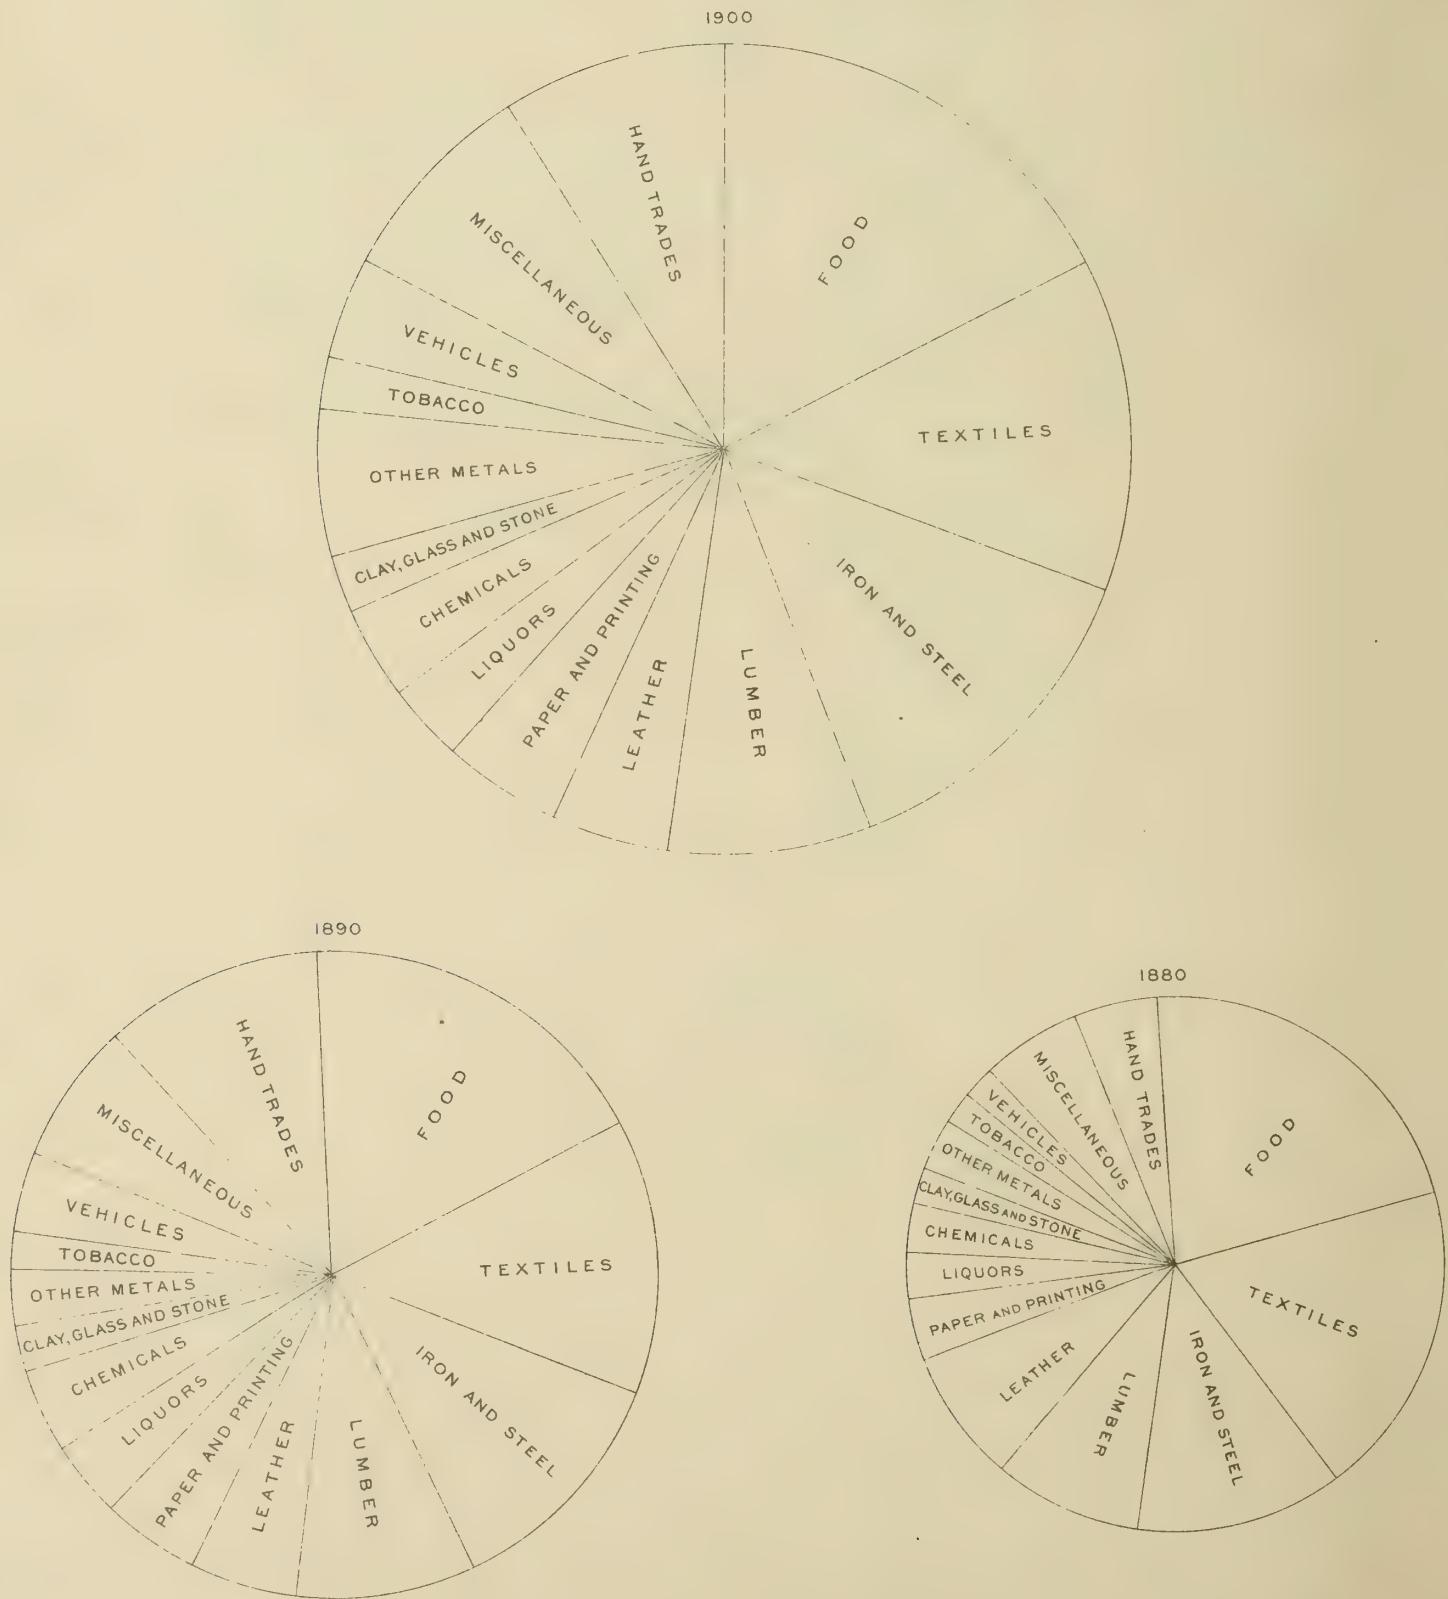 1900
FOOD
TEXTILES
IRON AND STEEL
LUMBER
LEATHER
PAPER AND PRINTING
LIQUORS
CHEMICALS
CLAY, GLASS AND STONE
OTHER METALS
TOBACCO
VEHICLES
MISCELLANEOUS
HAND TRADES
1890
FOOD
TEXTILES
IRON AND STEEL
LUMBER
LEATHER
PAPER AND PRINTING
LIQUORS
CHEMICALS
CLAY, GLASS AND STONE
OTHER METALS
TOBACCO
VEHICLES
MISCELLANEOUS
HAND TRADES
1880
FOOD
TEXTILES
IRON AND STEEL
LUMBER
LEATHER
PAPER AND PRINTING
LIQUORS
CHEMICALS
CLAY, GLASS AND STONE
OTHER METALS
TOBACCO
VEHICLES
MISCELLANEOUS
HAND TRADES